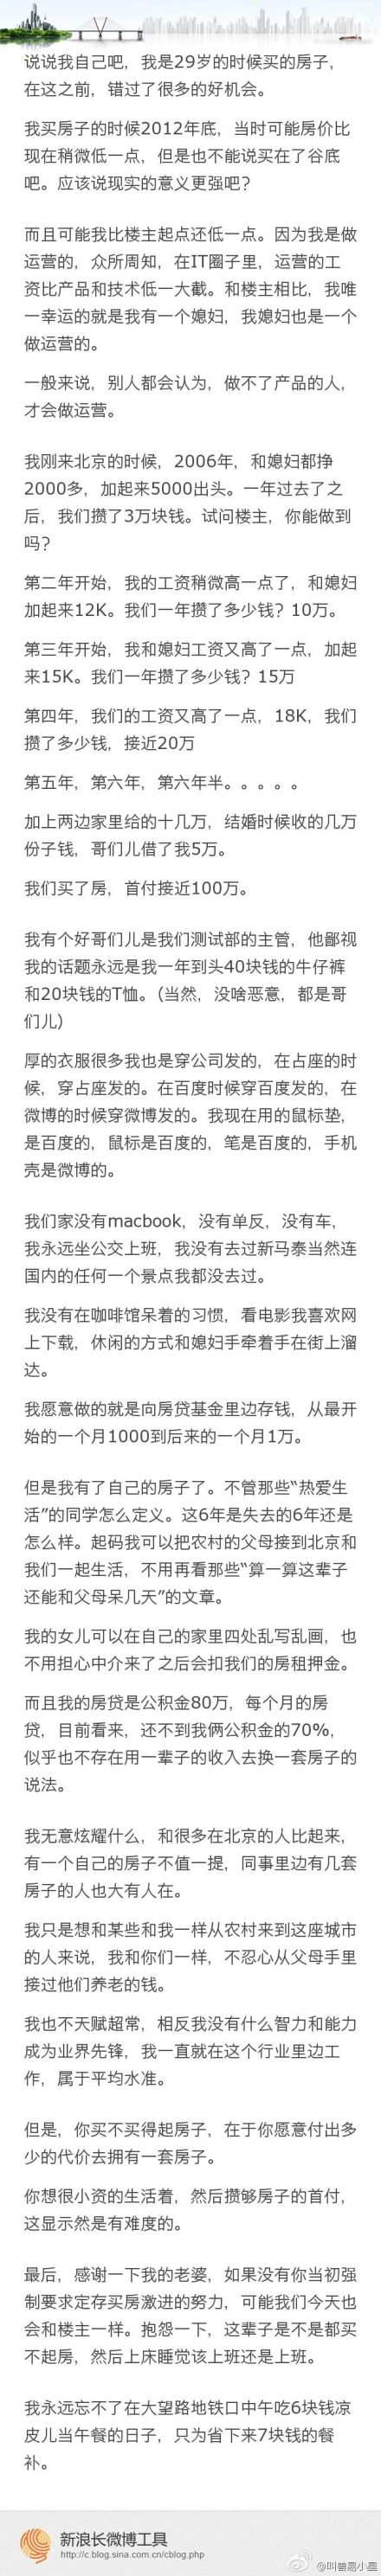 说说我自己吧，我是29岁的时候买的房子，
在这之前，错过了很多的好机会。
我买房子的时候2012年底，当时可能房价比
现在稍微低一点，但是也不能说买在了谷底
吧。应该说现实的意义更强吧？
而且可能我比楼主起点还低一点。因为我是做
运营的，众所周知，在IT圈子里，运营的工
资比产品和技术低一大截。和楼主相比，我唯
一幸运的就是我有一个媳妇，我媳妇也是一个
做运营的。
一般来说，别人都会认为，做不了产品的人，
才会做运营。
我刚来北京的时候，2006年，和媳妇都挣
2000多，加起来5000出头。一年过去了之
后，我们攒了3万块钱。试问楼主，你能做到
吗？
第二年开始，我的工资稍微高一点了，和媳妇
加起来12K。我们一年攒了多少钱？10万。
第三年开始，我和媳妇工资又高了一点，加起
来15K。我们一年攒了多少钱？15万
第四年，我们的工资又高了一点，18K，我们
攒了多少钱，接近20万
第五年，第六年，第六年半。。。。。
加上两边家里给的十几万，结婚时候收的几万
份子钱，哥们儿借了我5万。
我们买了房，首付接近100万。
我有个好哥们儿是我们测试部的主管，他鄙视
我的话题永远是我一年到头40块钱的牛仔裤
和20块钱的T恤。(当然，没啥恶意，都是哥
们儿)
厚的衣服很多我也是穿公司发的，在占座的时
候，穿占座发的。在百度时候穿百度发的，在
微博的时候穿微博发的。我现在用的鼠标垫，
是百度的，鼠标是百度的，笔是百度的，手机
壳是微博的。
我们家没有macbook，没有单反，没有车，
我永远坐公交上班，我没有去过新马泰当然连
国内的任何一个景点我都没去过。
我没有在咖啡馆呆着的习惯，看电影我喜欢网
上下载，休闲的方式和媳妇手牵着手在街上溜
达。
我愿意做的就是向房贷基金里边存钱，从最开
始的一个月1000到后来的一个月1万。
但是我有了自己的房子了。不管那些“热爱生
活”的同学怎么定义。这6年是失去的6年还是
怎么样。起码我可以把农村的父母接到北京和
我们一起生活，不用再看那些“算一算这辈子
还能和父母呆几天”的文章。
我的女儿可以在自己的家里四处乱写乱画，也
不用担心中介来了之后会扣我们的房租押金。
而且我的房贷是公积金80万，每个月的房
贷，目前看来，还不到我俩公积金的70%，
似乎也不存在用一辈子的收入去换一套房子的
说法。
我无意炫耀什么，和很多在北京的人比起来，
有一个自己的房子不值一提，同事里边有几套
房子的人也大有人在。
我只是想和某些和我一样从农村来到这座城市
的人来说，我和你们一样，不忍心从父母手里
接过他们养老的钱。
我也不天赋超常，相反我没有什么智力和能力
成为业界先锋，我一直就在这个行业里边工
作，属于平均水准。
但是，你买不买得起房子，在于你愿意付出多
少的代价去拥有一套房子。
你想很小资的生活着，然后攒够房子的首付，
这显示然是有难度的。
最后，感谢一下我的老婆，如果没有你当初强
制要求定存买房激进的努力，可能我们今天也
会和楼主一样。抱怨一下，这辈子是不是都买
不起房，然后上床睡觉该上班还是上班。
我永远忘不了在大望路地铁口中午吃6块钱凉
皮儿当午餐的日子，只为省下来7块钱的餐
补。
新浪长微博工具
http://c.blog.sina.com.cn/cblog.php
@叫兽易小星